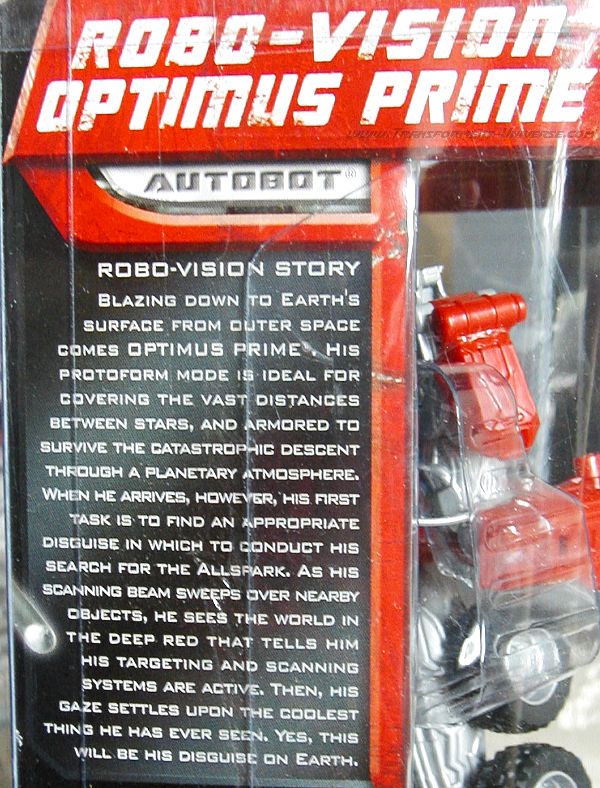 ROBO-VISION
OPTIMUS PRIME
www.Transformers-Universe.com
AUTOBOT®
ROBO-VISION STORY
BLAZING DOWN TO EARTH'S
SURFACE FROM OUTER SPACE
COMES OPTIMUS PRIME™. HIS
PROTOFORM MODE IS IDEAL FOR
COVERING THE VAST DISTANCES
BETWEEN STARS, AND ARMORED TO
SURVIVE THE CATASTROPHIC DESCENT
THROUGH A PLANETARY ATMOSPHERE.
WHEN HE ARRIVES, HOWEVER, HIS FIRST
TASK IS TO FIND AN APPROPRIATE
DISGUISE IN WHICH TO CONDUCT HIS
SEARCH FOR THE ALLSPARK. AS HIS
SCANNING BEAM SWEEPS OVER NEARBY
OBJECTS, HE SEES THE WORLD IN
THE DEEP RED THAT TELLS HIM
HIS TARGETING AND SCANNING
SYSTEMS ARE ACTIVE. THEN, HIS
GAZE SETTLES UPON THE COOLEST
THING HE HAS EVER SEEN. YES, THIS
WILL BE HIS DISGUISE ON EARTH.